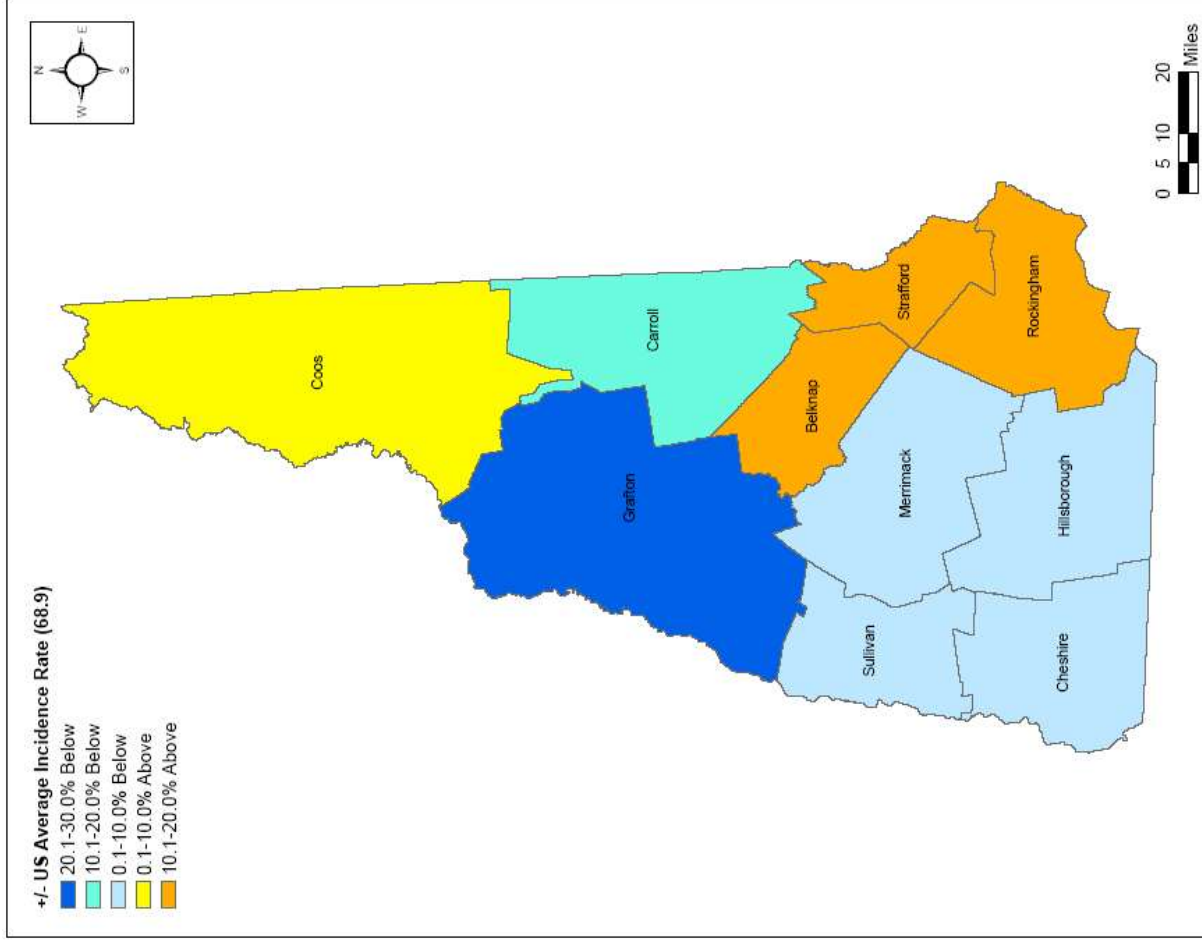 +/- US Average Incidence Rate (68.9)
20.1-30.0% Below
10.1-20.0% Below
0.1-10.0% Below
0.1-10.0% Above
10.1-20.0% Above
N
W E
S
Coos
Grafton
Carroll
Belknap
Strafford
Sullivan
Merrimack
Rockingham
Cheshire
Hillsborough
0 5 10 20
Miles